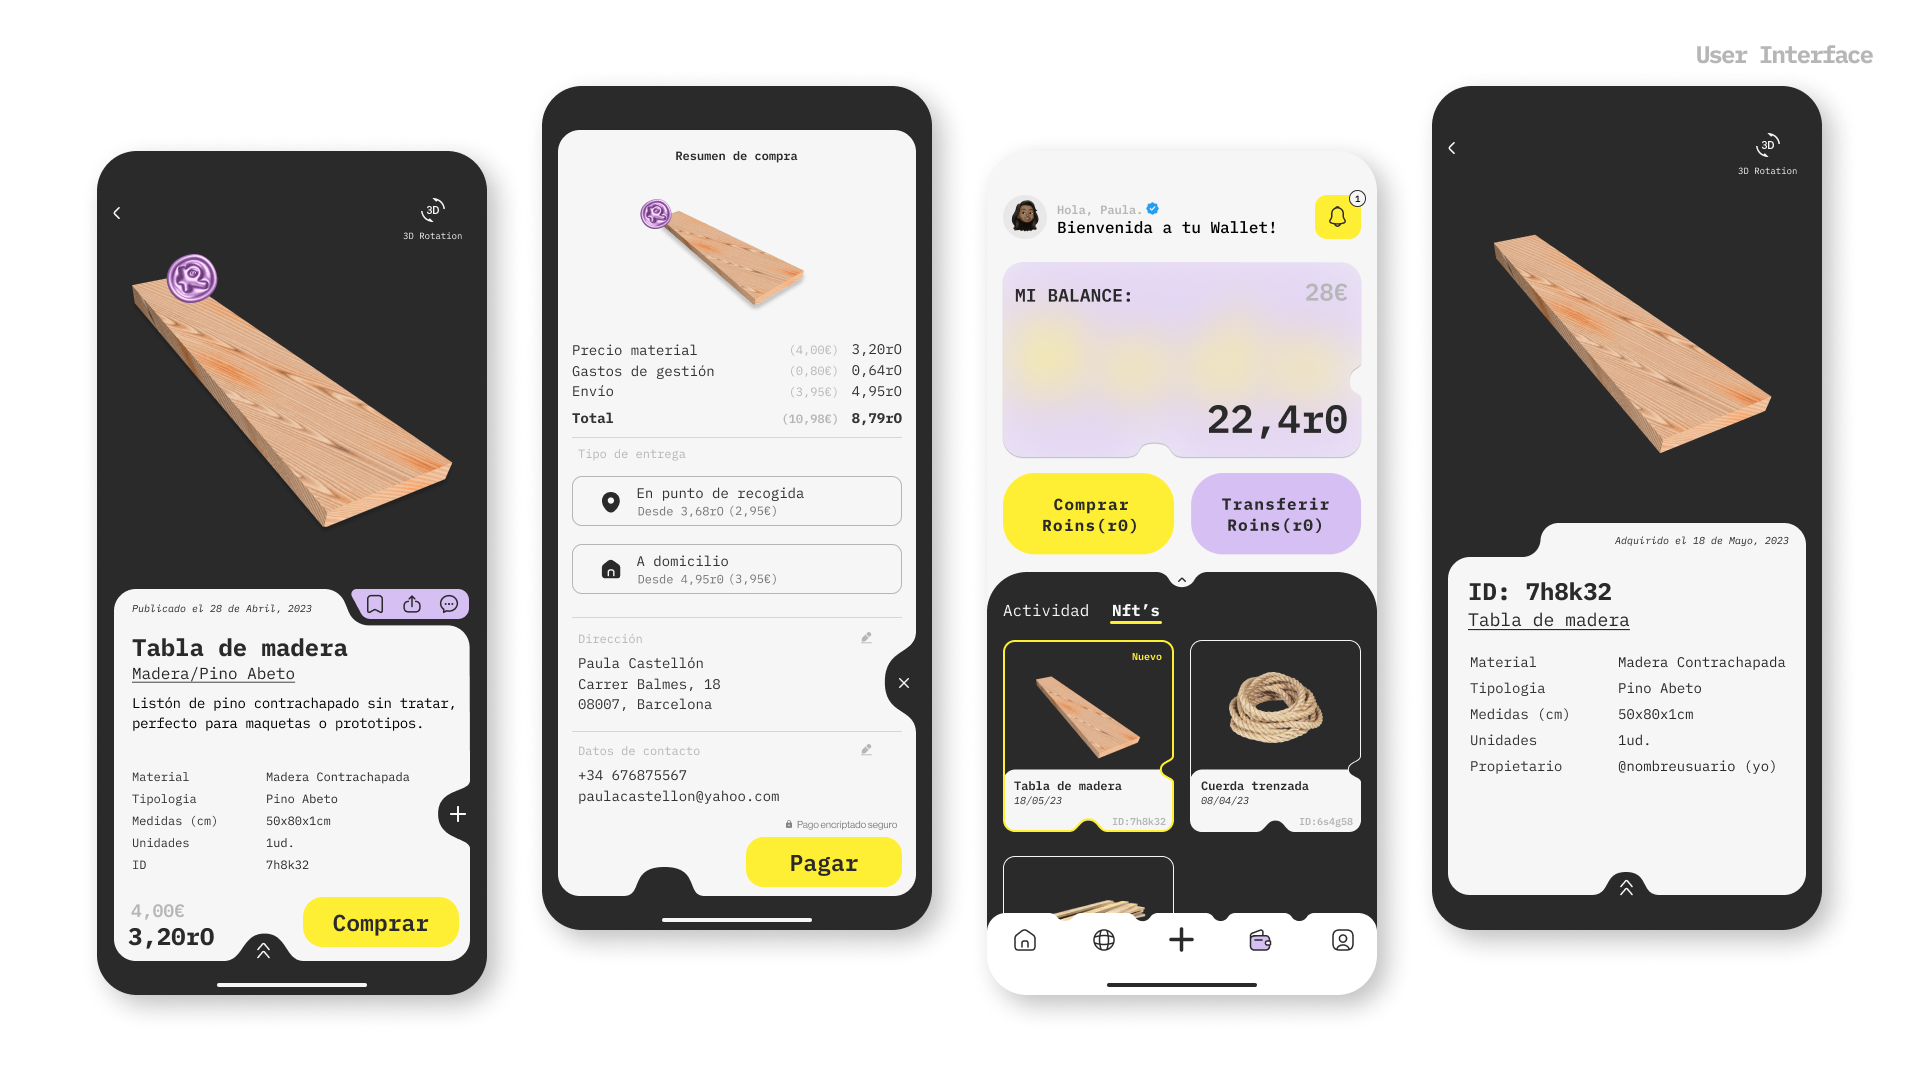 User Interface
3D
3D Rotation
Publicado el 28 de Abril, 2023
Tabla de madera
Madera/Pino Abeto
Listón de pino contrachapado sin tratar,
perfecto para maquetas o prototipos.
Material Madera Contrachapada
Tipologia Pino Abeto
Medidas (cm) 50x80x1cm
Unidades 1ud.
ID 7h8k32
4,00€
3,20rO
Comprar
Resumen de compra
Precio material (4,00€) 3,20rO
Gastos de gestión (0,80€) 0,64rO
Envío (3,95€) 4,95rO
Total (10,98€) 8,79rO
Tipo de entrega
En punto de recogida
Desde 3,68rO (2,95€)
A domicilio
Desde 4,95r0 (3,95€)
Dirección
Paula Castellón
Carrer Balmes, 18
08007, Barcelona
Datos de contacto
+34 676875567
paulacastellon@yahoo.com
Pago encriptado seguro
Pagar
Hola, Paula.
Bienvenida a tu Wallet!
1
MI BALANCE:
28€
22,4r0
Comprar
Roins(r0)
Transferir
Roins(r0)
Actividad Nft’s
Nuevo
Tabla de madera
18/05/23
ID:7h8k32
Cuerda trenzada
08/04/23
ID:6s4g58
3D
3D Rotation
Adquirido el 18 de Mayo, 2023
ID: 7h8k32
Tabla de madera
Material Madera Contrachapada
Tipologia Pino Abeto
Medidas (cm) 50x80x1cm
Unidades 1ud.
Propietario @nombreusuario (yo)